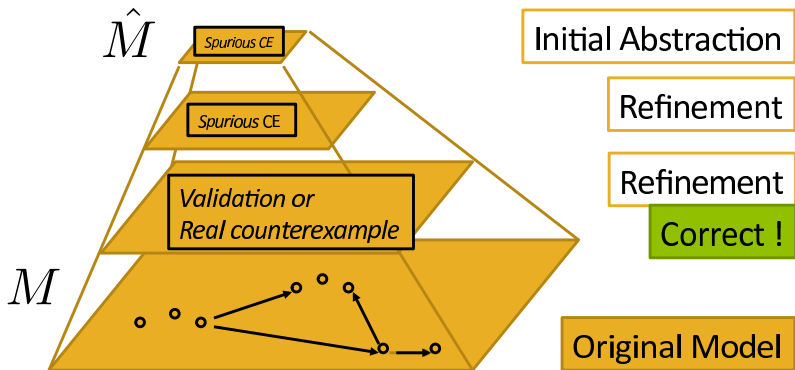 M̂
Spurious CE
Initial Abstraction
Spurious CE
Refinement
Validation or
Real counterexample
Refinement
Correct !
M
Original Model